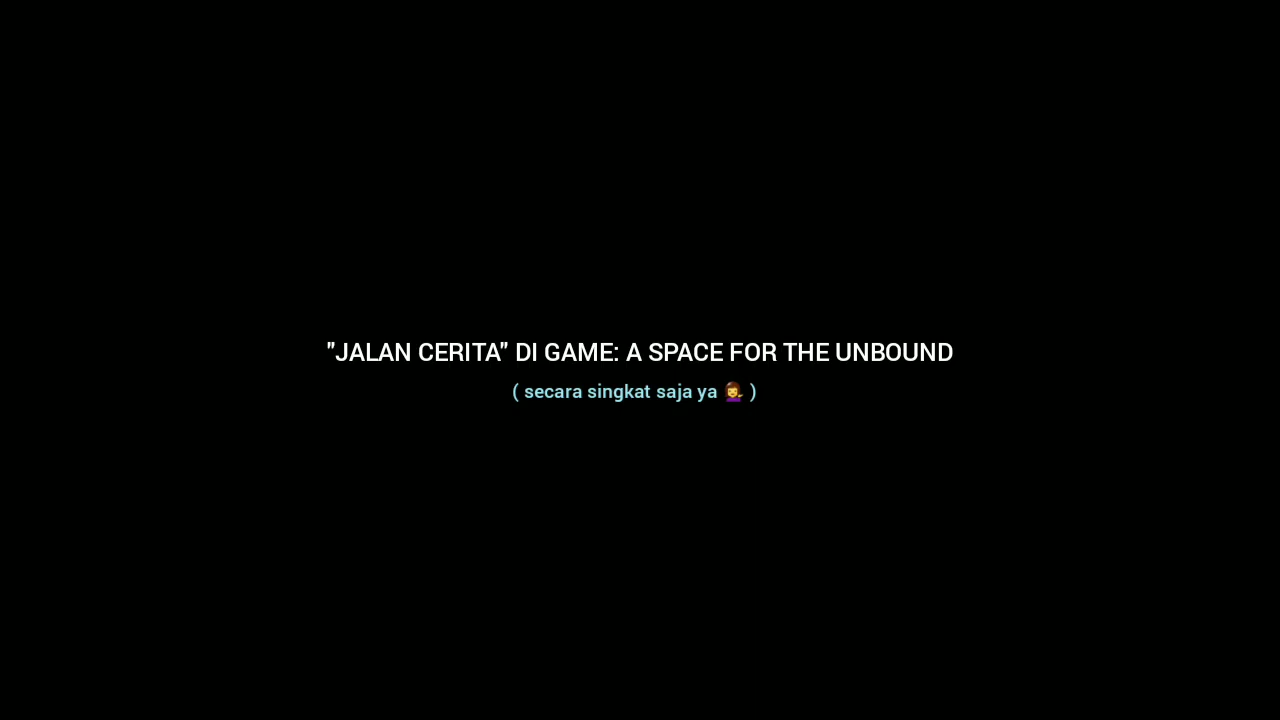 "JALAN CERITA" DI GAME: A SPACE FOR THE UNBOUND
( secara singkat saja ya 💁‍♀️ )